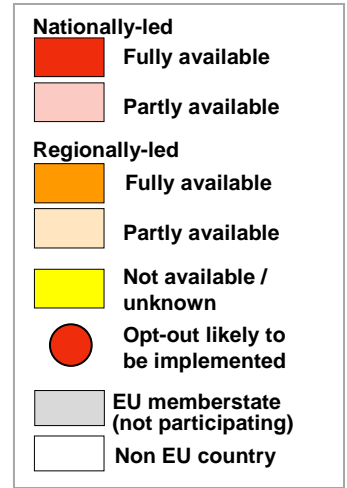 Nationally-led
Fully available
Partly available
Regionally-led
Fully available
Partly available
Not available /
unknown
Opt-out likely to
be implemented
EU memberstate
(not participating)
Non EU country